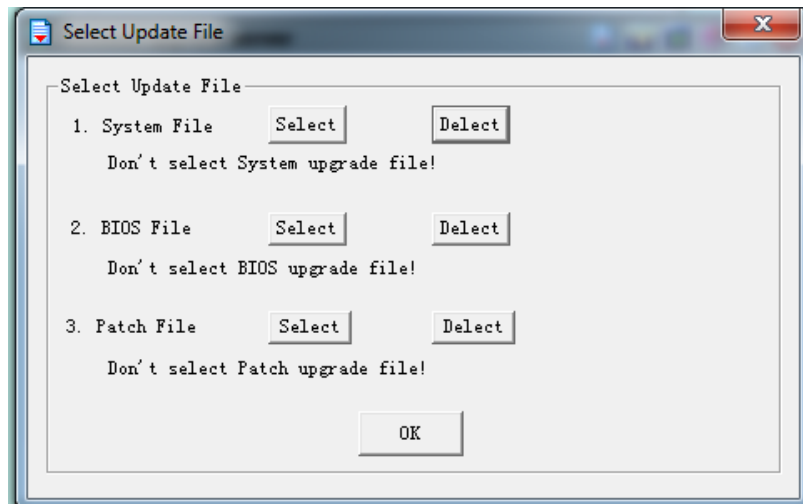 Select Update File
Select Update File
1. System File Select Delect
Don't select System upgrade file!
2. BIOS File Select Delect
Don't select BIOS upgrade file!
3. Patch File Select Delect
Don't select Patch upgrade file!
OK